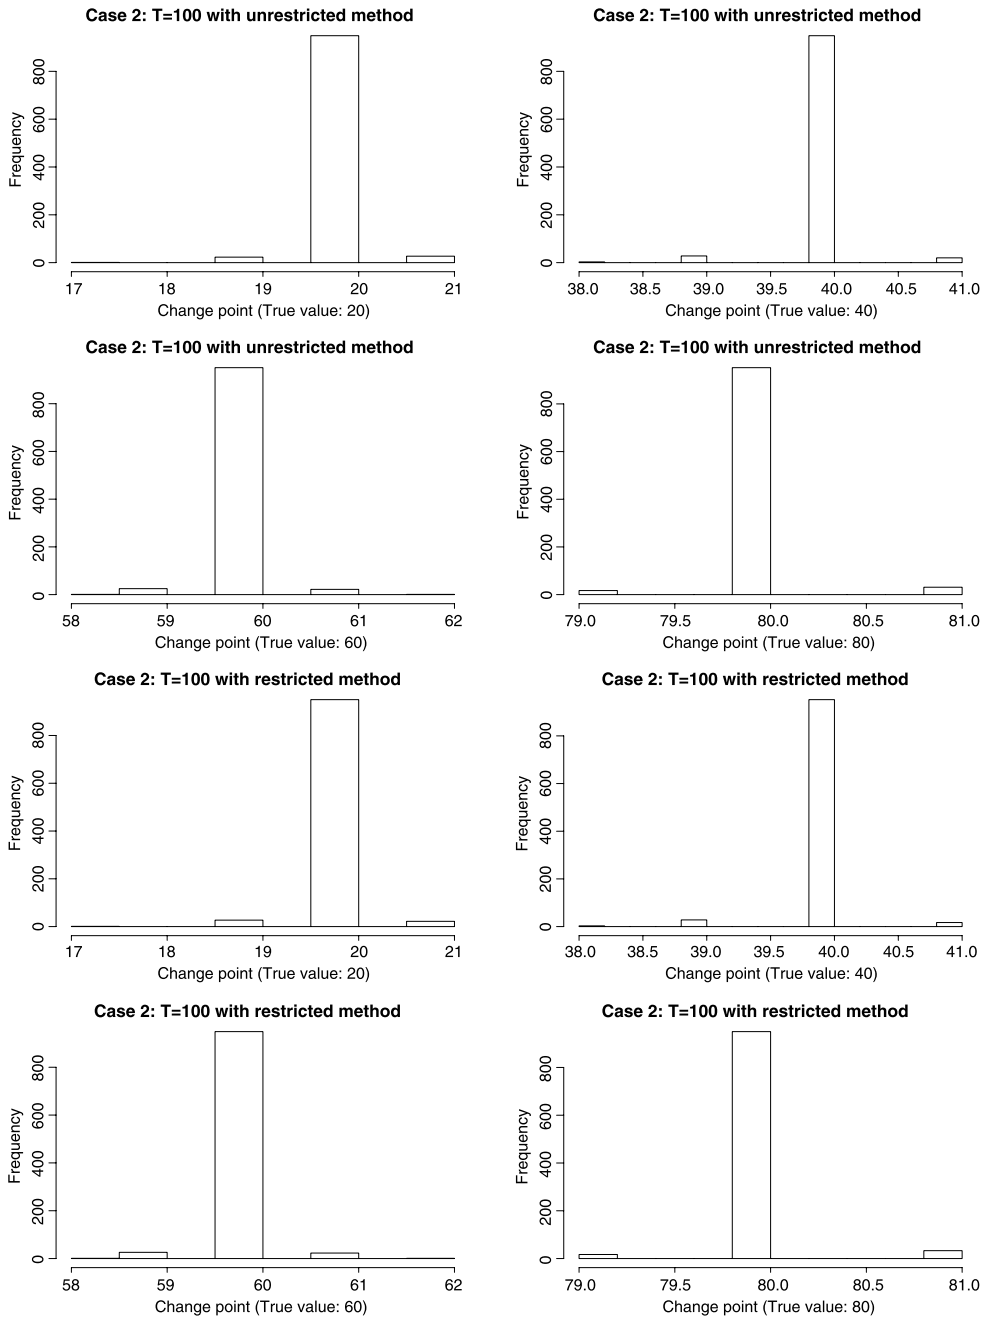 Case 2: T=100 with unrestricted method
Frequency
0 200 400 600 800
17 18 19 20 21
Change point (True value: 20)
Case 2: T=100 with unrestricted method
Frequency
0 200 400 600 800
38.0 38.5 39.0 39.5 40.0 40.5 41.0
Change point (True value: 40)
Case 2: T=100 with unrestricted method
Frequency
0 200 400 600 800
58 59 60 61 62
Change point (True value: 60)
Case 2: T=100 with unrestricted method
Frequency
0 200 400 600 800
79.0 79.5 80.0 80.5 81.0
Change point (True value: 80)
Case 2: T=100 with restricted method
Frequency
0 200 400 600 800
17 18 19 20 21
Change point (True value: 20)
Case 2: T=100 with restricted method
Frequency
0 200 400 600 800
38.0 38.5 39.0 39.5 40.0 40.5 41.0
Change point (True value: 40)
Case 2: T=100 with restricted method
Frequency
0 200 400 600 800
58 59 60 61 62
Change point (True value: 60)
Case 2: T=100 with restricted method
Frequency
0 200 400 600 800
79.0 79.5 80.0 80.5 81.0
Change point (True value: 80)